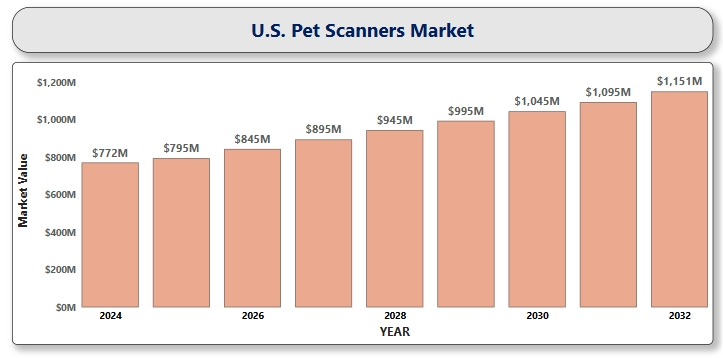 U.S. Pet Scanners Market
$1,200M
$1,000M
$800M
$600M
$400M
$200M
$0M
Market Value
$772M
$795M
$845M
$895M
$945M
$995M
$1,045M
$1,095M
$1,151M
2024
2026
2028
2030
2032
YEAR